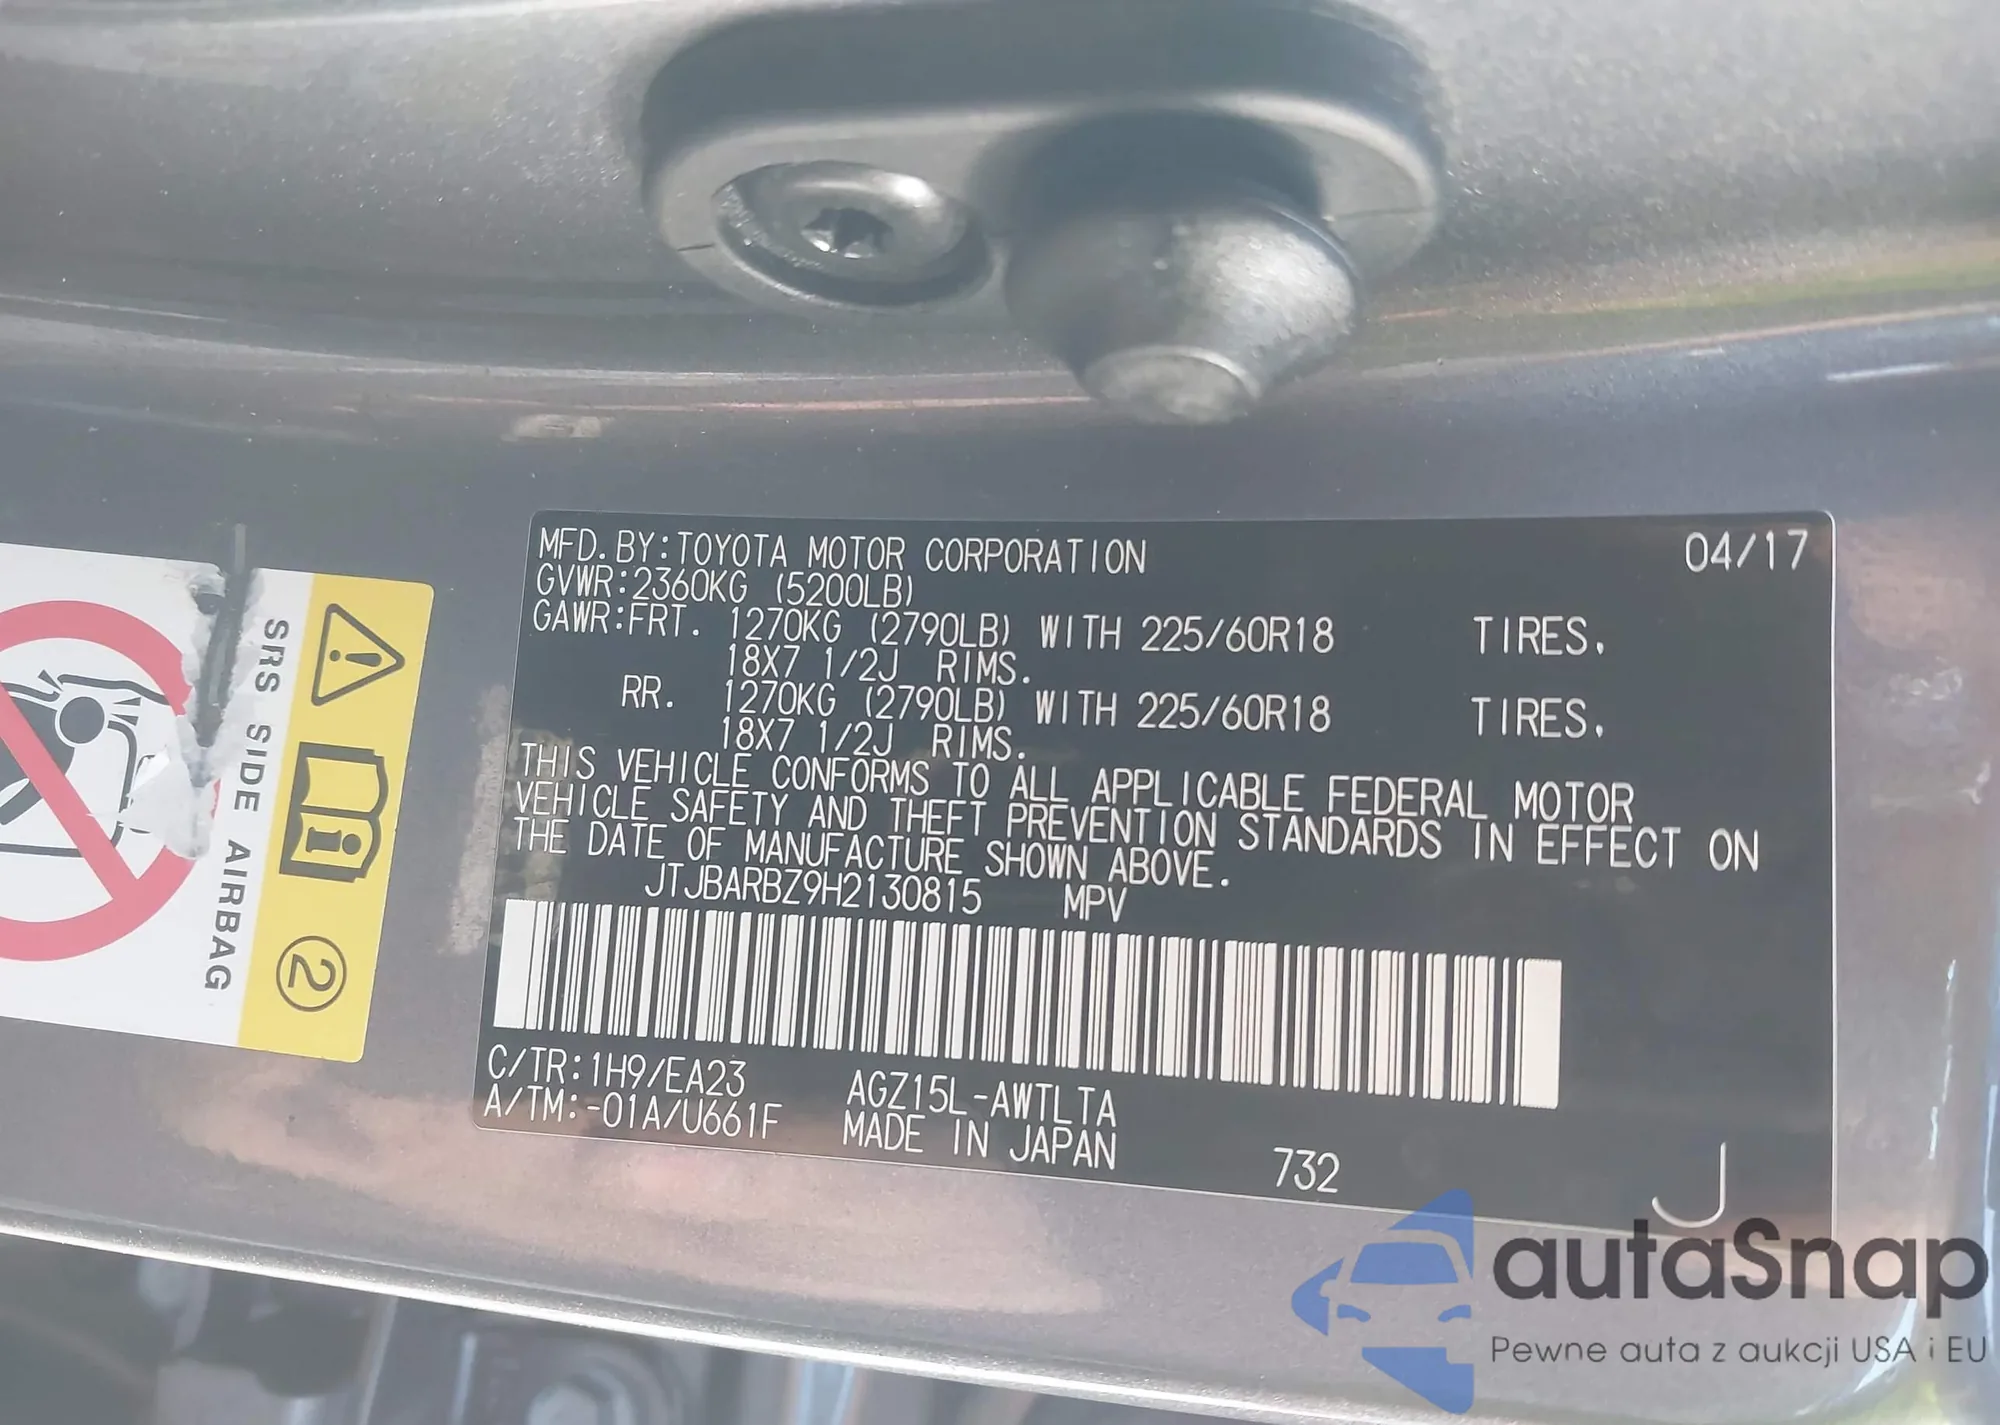 MFD.BY:TOYOTA MOTOR CORPORATION 04/17
GVWR:2360KG (5200LB)
GAWR:FRT. 1270KG (2790LB) WITH 225/60R18 TIRES.
18X7 1/2J RIMS.
RR. 1270KG (2790LB) WITH 225/60R18 TIRES.
18X7 1/2J RIMS.
THIS VEHICLE CONFORMS TO ALL APPLICABLE FEDERAL MOTOR
VEHICLE SAFETY AND THEFT PREVENTION STANDARDS IN EFFECT ON
THE DATE OF MANUFACTURE SHOWN ABOVE.
JTJBARBZ9H2130815 MPV
C/TR:1H9/EA23 AGZ15L-AWTLTA
A/TM:-01A/U661F MADE IN JAPAN
732
J
SRS SIDE AIRBAG
2
autaSnap
Pewne auta z aukcji USA i EU